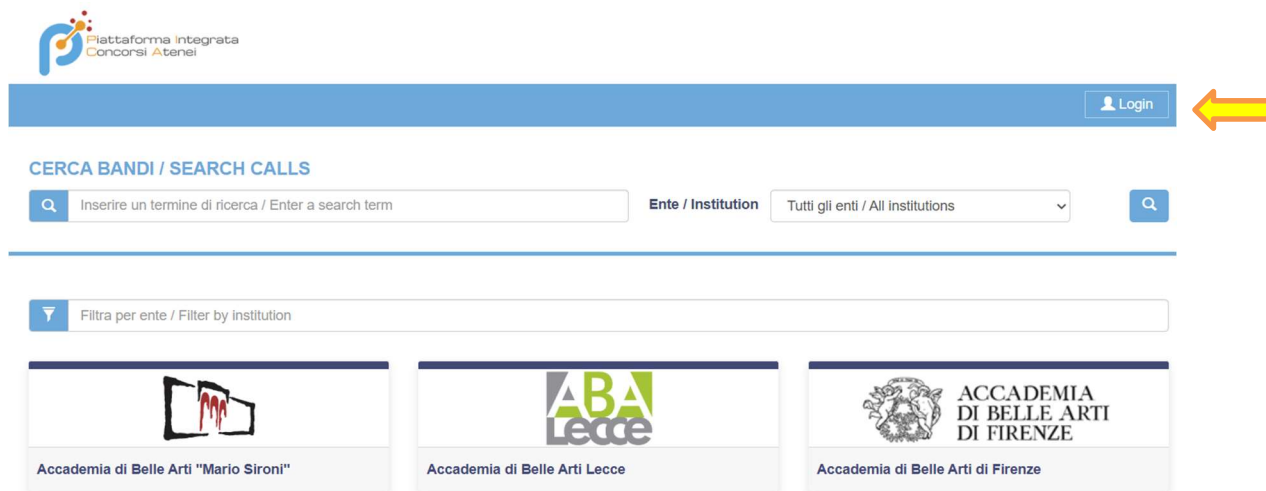 Piattaforma Integrata
Concorsi Atenei
Login
CERCA BANDI / SEARCH CALLS
Inserire un termine di ricerca / Enter a search term
Ente / Institution
Tutti gli enti / All institutions
Filtra per ente / Filter by institution
ABA
Lecce
ACCADEMIA
DI BELLE ARTI
DI FIRENZE
Accademia di Belle Arti "Mario Sironi"
Accademia di Belle Arti Lecce
Accademia di Belle Arti di Firenze